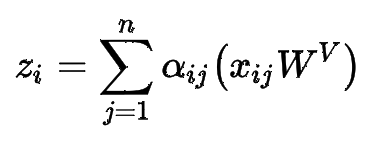 z_i = \sum_{j=1}^{n} \alpha_{ij} (x_{ij} W^V)